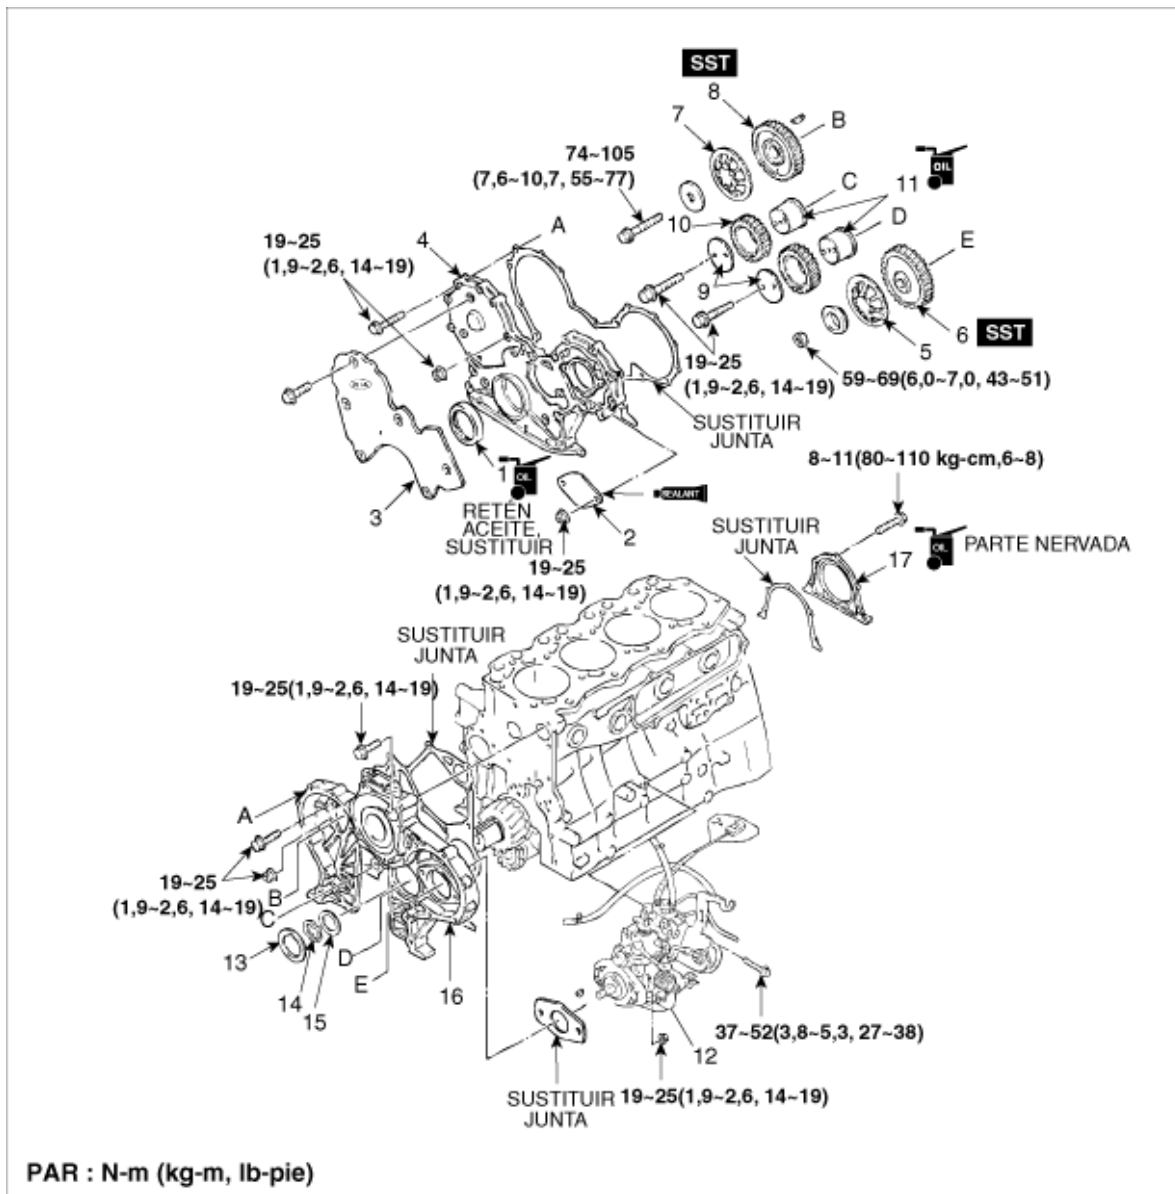 SST
8
7
B
74~105
(7,6~10,7, 55~77)
OIL
C
11
10
D
A
4
E
19~25
(1,9~2,6, 14~19)
9
5
6
SST
19~25
(1,9~2,6, 14~19)
59~69(6,0~7,0, 43~51)
SUSTITUIR
JUNTA
3
1
OIL
RETÉN
ACEITE,
SUSTITUIR
SEALANT
2
19~25
(1,9~2,6, 14~19)
8~11(80~110 kg-cm,6~8)
SUSTITUIR
JUNTA
17
OIL
PARTE NERVADA
SUSTITUIR
JUNTA
19~25(1,9~2,6, 14~19)
A
19~25
(1,9~2,6, 14~19)
B
C
13
14
15
D
E
16
12
37~52(3,8~5,3, 27~38)
SUSTITUIR
JUNTA
19~25(1,9~2,6, 14~19)
PAR : N-m (kg-m, lb-pie)